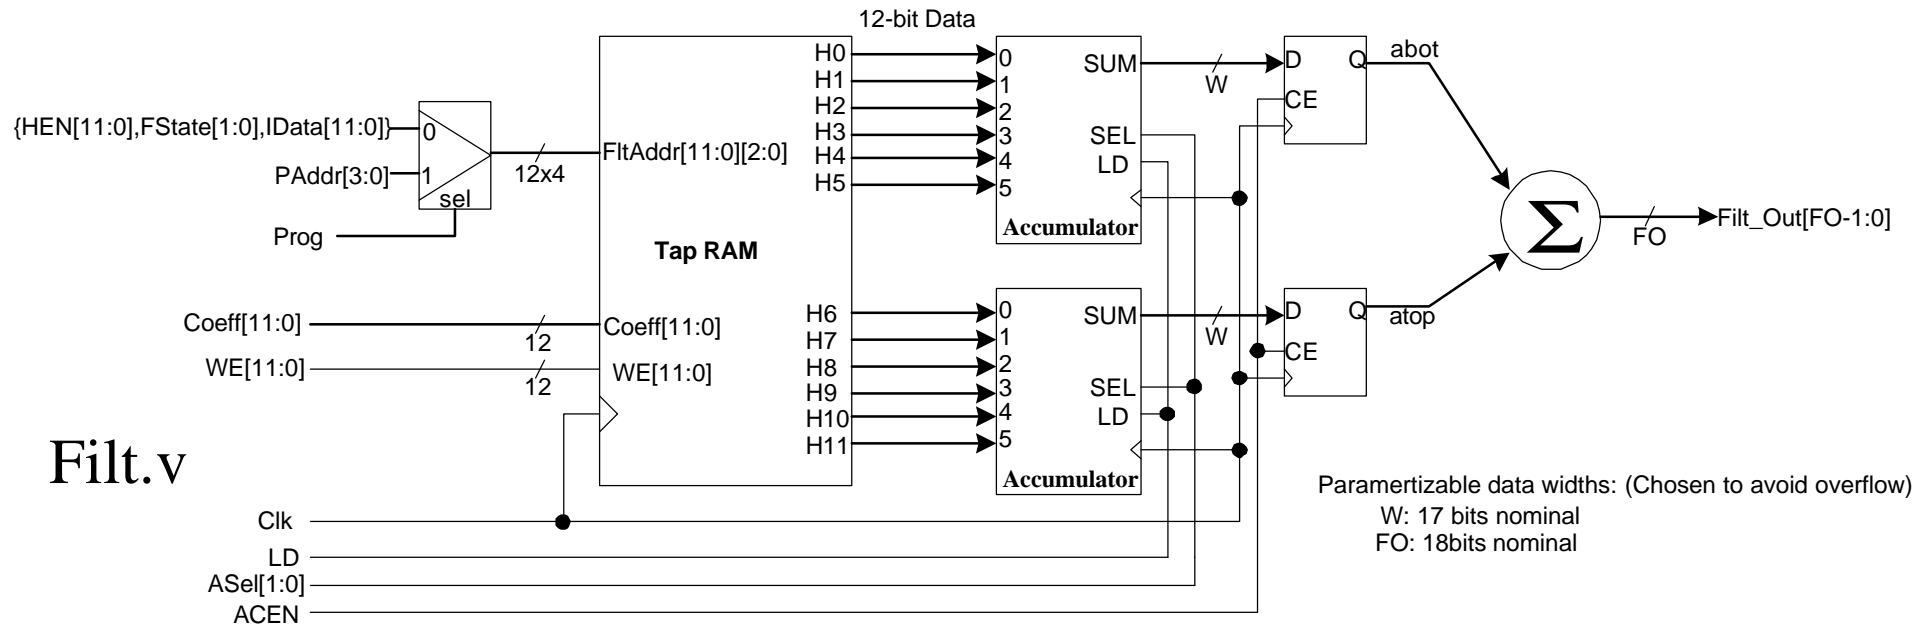 12-bit Data
{HEN[11:0],FState[1:0],IData[11:0]}
PAddr[3:0]
Prog
0
1
sel
12x4
FltAddr[11:0][2:0]
Tap RAM
Coeff[11:0]
12
Coeff[11:0]
WE[11:0]
12
WE[11:0]
H0
H1
H2
H3
H4
H5
H6
H7
H8
H9
H10
H11
0
1
2
3
4
5
SUM
SEL
LD
Accumulator
0
1
2
3
4
5
SUM
SEL
LD
Accumulator
W
W
D
Q
CE
abot
D
Q
CE
atop
Σ
FO
Filt_Out[FO-1:0]
Filt.v
Clk
LD
ASel[1:0]
ACEN
Paramertizable data widths: (Chosen to avoid overflow)
W: 17 bits nominal
FO: 18bits nominal